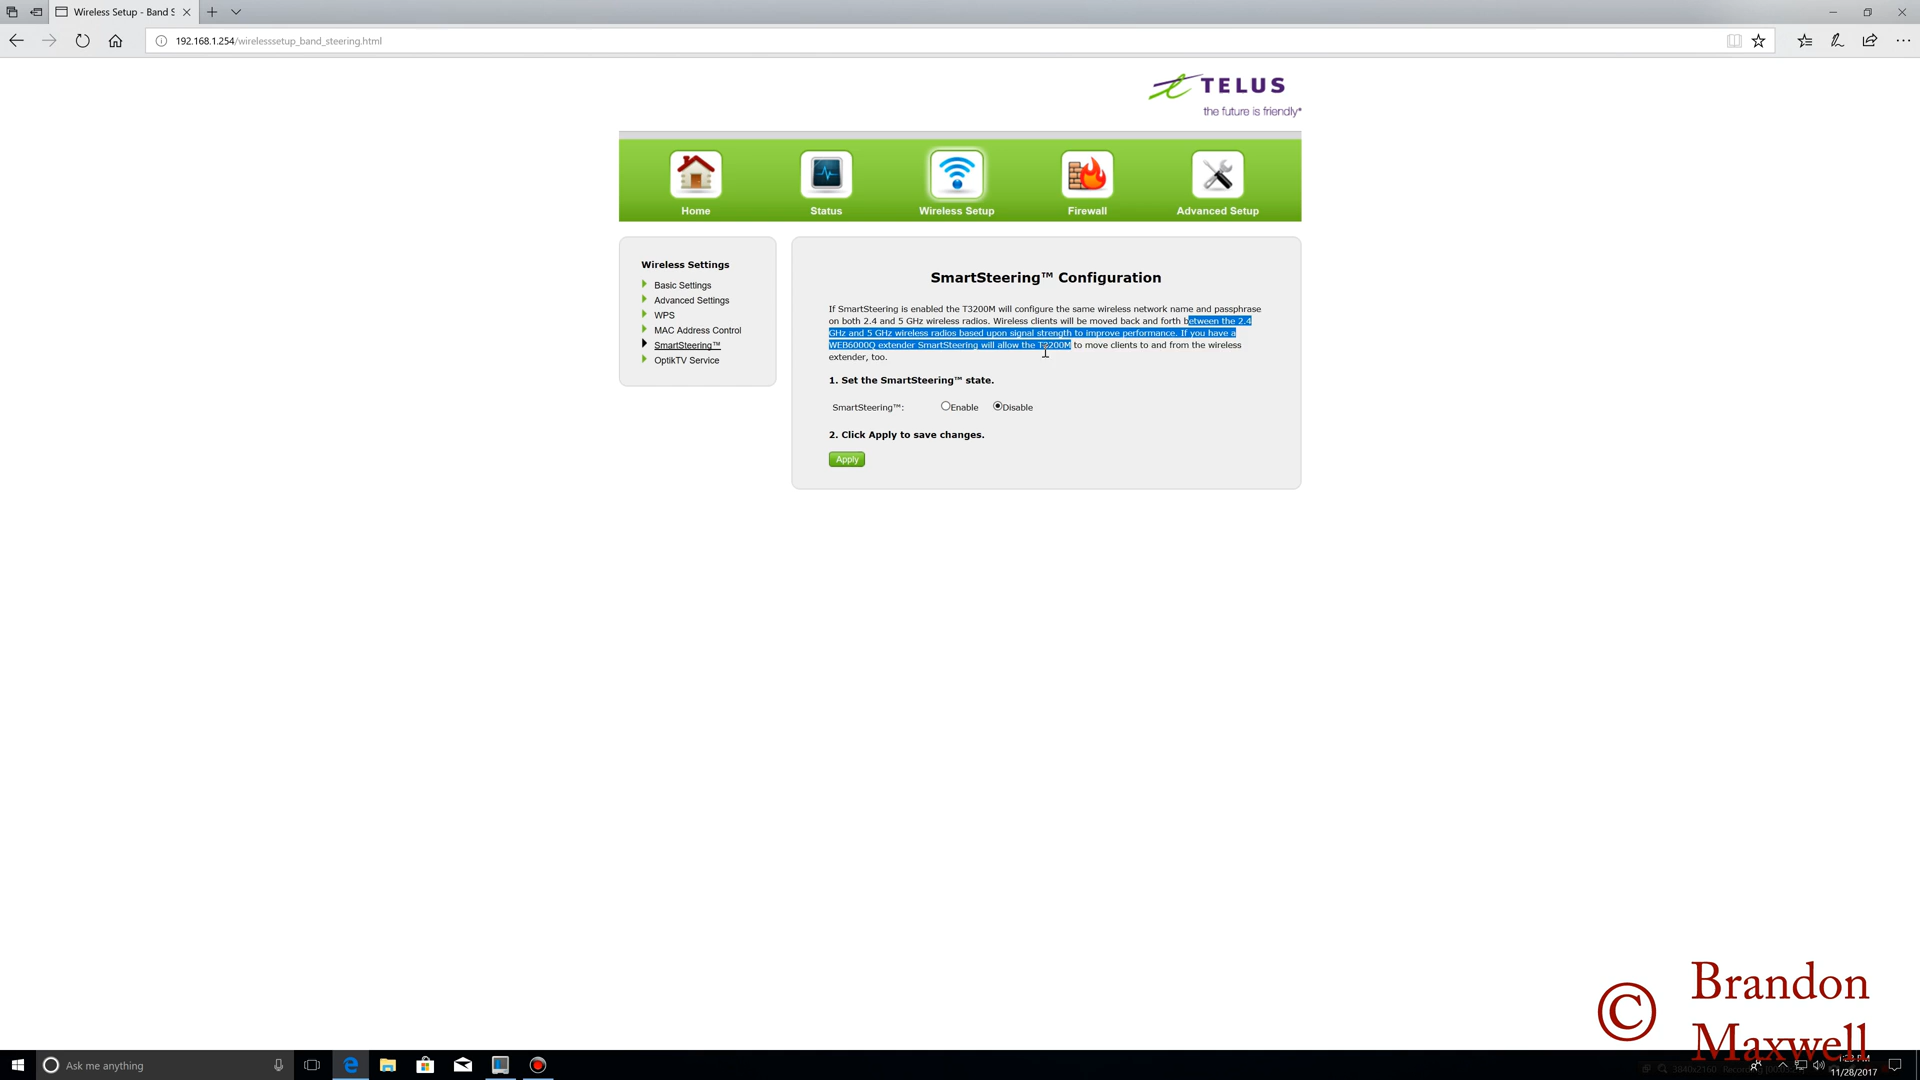 Wireless Setup - Band S
192.168.1.254/wirelesssetup_band_steering.html
TELUS
the future is friendly*
Home
Status
Wireless Setup
Firewall
Advanced Setup
Wireless Settings
Basic Settings
Advanced Settings
WPS
MAC Address Control
SmartSteering™
OptikTV Service
SmartSteering™ Configuration
If SmartSteering is enabled the T3200M will configure the same wireless network name and passphrase
on both 2.4 and 5 GHz wireless radios. Wireless clients will be moved back and forth between the 2.4
GHz and 5 GHz wireless radios based upon signal strength to improve performance. If you have a
WEB6000Q extender SmartSteering will allow the T3200M to move clients to and from the wireless
extender, too.
1. Set the SmartSteering™ state.
SmartSteering™:
Enable
Disable
2. Click Apply to save changes.
Apply
© Brandon
Maxwell
Ask me anything
3840x2160
11/28/2017